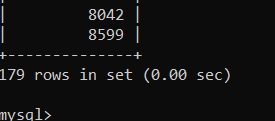 |         8042 |
|         8599 |
+--------------+
179 rows in set (0.00 sec)
mysql>